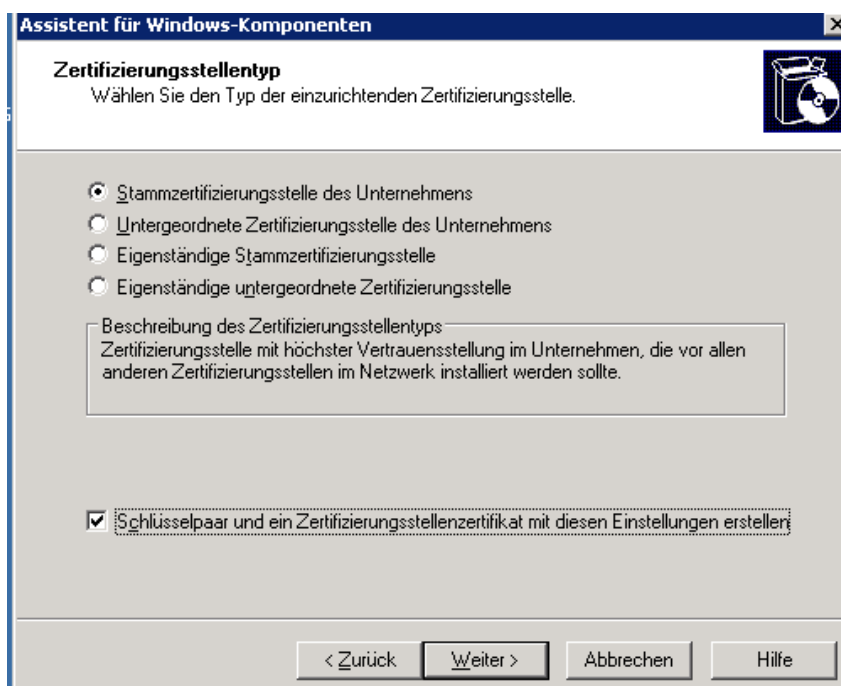 Assistent für Windows-Komponenten
Zertifizierungsstellentyp
Wählen Sie den Typ der einzurichtenden Zertifizierungsstelle.
Stammzertifizierungsstelle des Unternehmens
Untergeordnete Zertifizierungsstelle des Unternehmens
Eigenständige Stammzertifizierungsstelle
Eigenständige untergeordnete Zertifizierungsstelle
Beschreibung des Zertifizierungsstellentyps
Zertifizierungsstelle mit höchster Vertrauensstellung im Unternehmen, die vor allen
anderen Zertifizierungsstellen im Netzwerk installiert werden sollte.
Schlüsselpaar und ein Zertifizierungsstellenzertifikat mit diesen Einstellungen erstellen
< Zurück Weiter > Abbrechen Hilfe